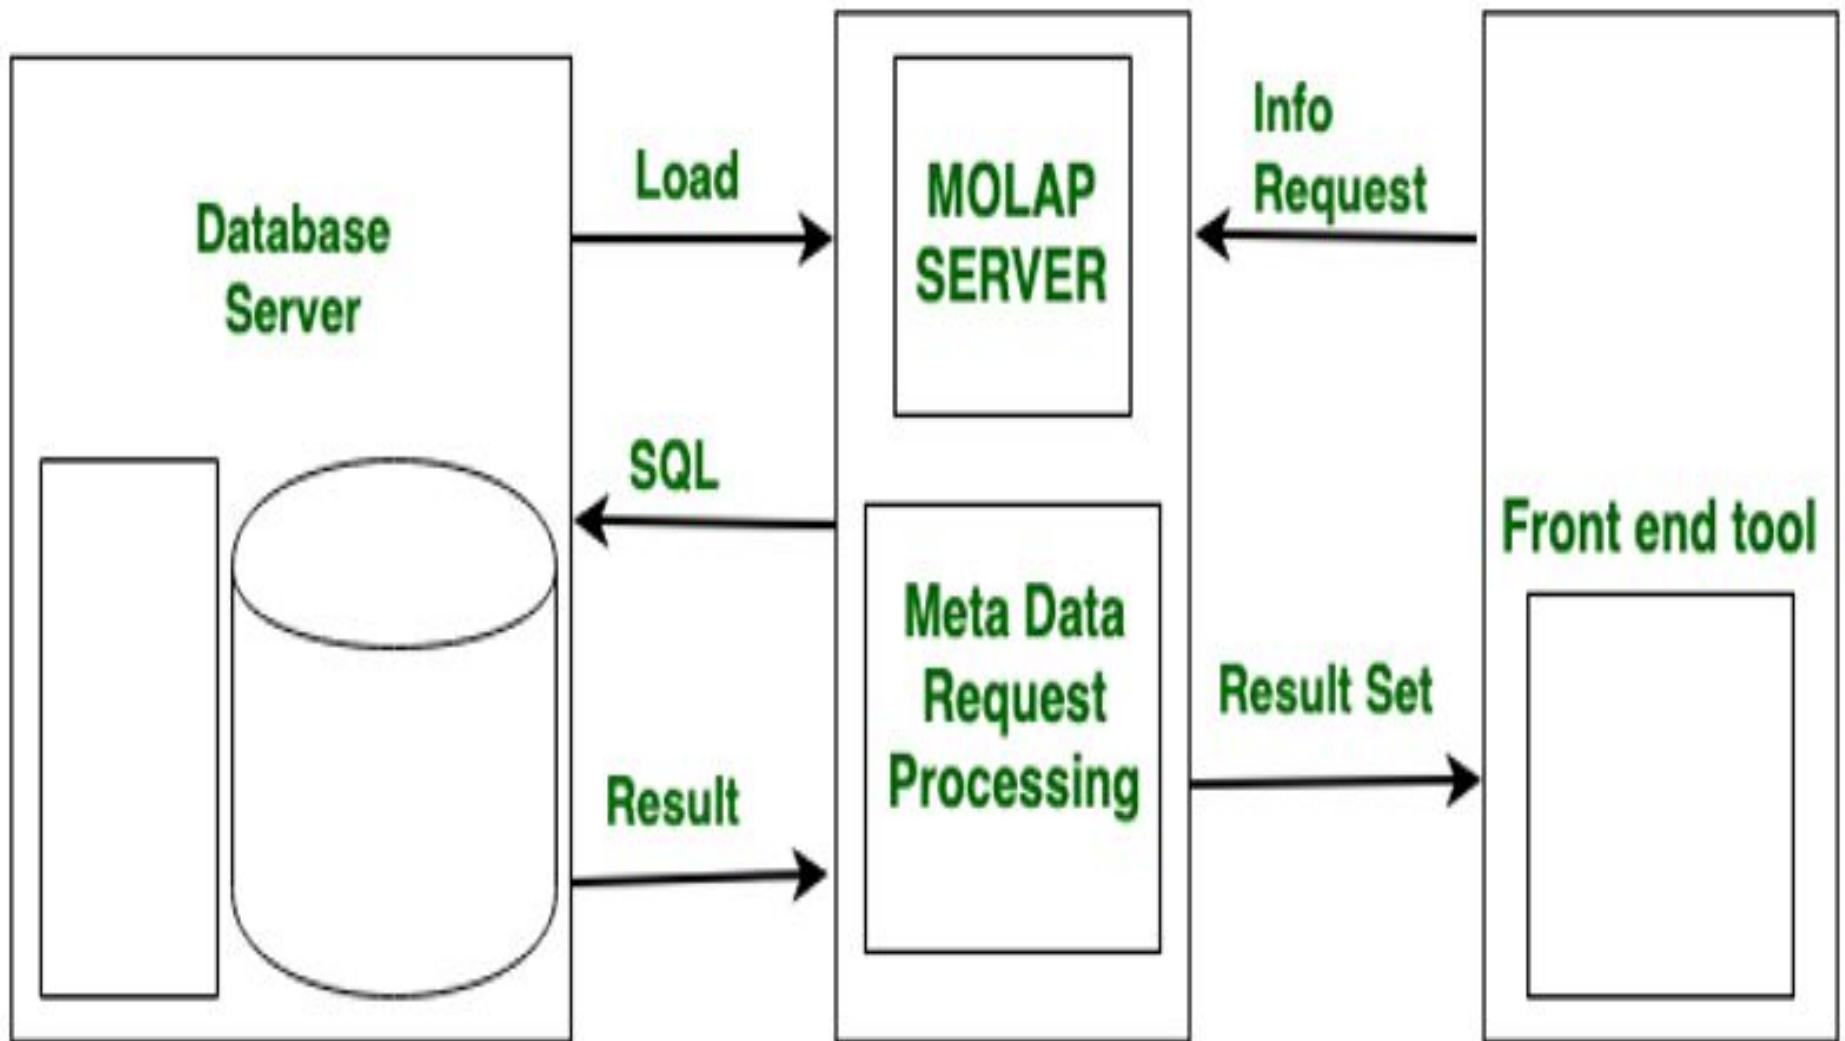 Database
Server
Load
SQL
Result
MOLAP
SERVER
Meta Data
Request
Processing
Info
Request
Result Set
Front end tool